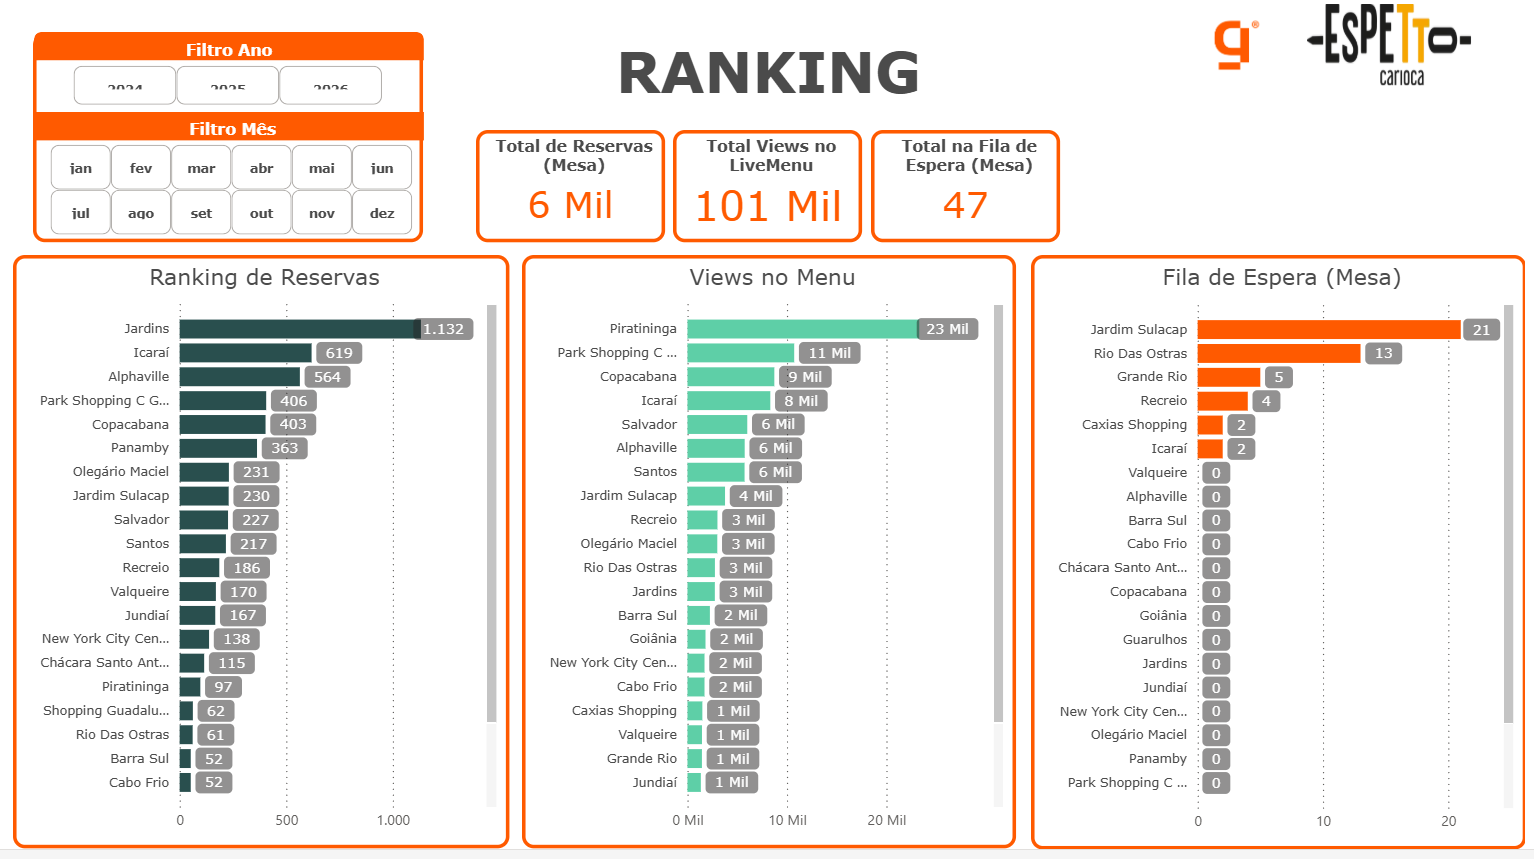 Filtro Ano
2024 2025 2026
Filtro Mês
jan fev mar abr mai jun
jul ago set out nov dez
RANKING
g®
ESPETTO
carioca
Total de Reservas
(Mesa)
6 Mil
Total Views no
LiveMenu
101 Mil
Total na Fila de
Espera (Mesa)
47
Ranking de Reservas
Jardins 1.132
Icaraí 619
Alphaville 564
Park Shopping C G... 406
Copacabana 403
Panamby 363
Olegário Maciel 231
Jardim Sulacap 230
Salvador 227
Santos 217
Recreio 186
Valqueire 170
Jundiaí 167
New York City Cen... 138
Chácara Santo Ant... 115
Piratininga 97
Shopping Guadalu... 62
Rio Das Ostras 61
Barra Sul 52
Cabo Frio 52
0 500 1.000
Views no Menu
Piratininga 23 Mil
Park Shopping C ... 11 Mil
Copacabana 9 Mil
Icaraí 8 Mil
Salvador 6 Mil
Alphaville 6 Mil
Santos 6 Mil
Jardim Sulacap 4 Mil
Recreio 3 Mil
Olegário Maciel 3 Mil
Rio Das Ostras 3 Mil
Jardins 3 Mil
Barra Sul 2 Mil
Goiânia 2 Mil
New York City Cen... 2 Mil
Cabo Frio 2 Mil
Caxias Shopping 1 Mil
Valqueire 1 Mil
Grande Rio 1 Mil
Jundiaí 1 Mil
0 Mil 10 Mil 20 Mil
Fila de Espera (Mesa)
Jardim Sulacap 21
Rio Das Ostras 13
Grande Rio 5
Recreio 4
Caxias Shopping 2
Icaraí 2
Valqueire 0
Alphaville 0
Barra Sul 0
Cabo Frio 0
Chácara Santo Ant... 0
Copacabana 0
Goiânia 0
Guarulhos 0
Jardins 0
Jundiaí 0
New York City Cen... 0
Olegário Maciel 0
Panamby 0
Park Shopping C ... 0
0 10 20